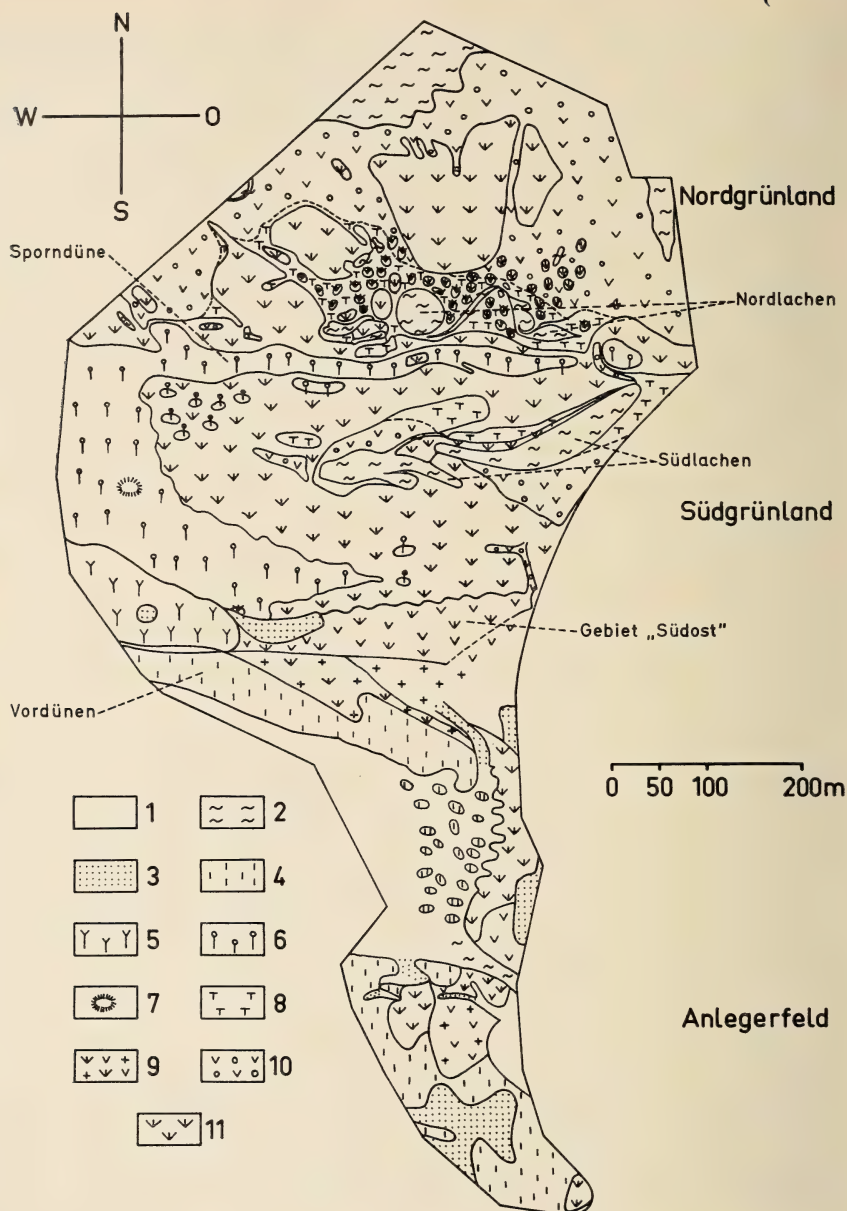 N
W O
S
Nordgrünland
Sporndüne
Nordlachen
Südlachen
Südgrünland
Gebiet „Südost"
Vordünen
0 50 100 200m
1 2
3 4
5 6
7 8
Anlegerfeld
9 10
11